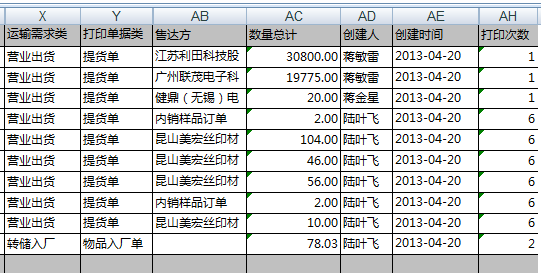 X Y AB AC AD AE AH
运输需求类 打印单据类 售达方 数量总计 创建人 创建时间 打印次数
营业出货 提货单 江苏利田科技股 30800.00 蒋敏雷 2013-04-20 1
营业出货 提货单 广州联茂电子科 19775.00 蒋敏雷 2013-04-20 1
营业出货 提货单 健鼎（无锡）电 20.00 蒋金星 2013-04-20 1
营业出货 提货单 内销样品订单 2.00 陆叶飞 2013-04-20 6
营业出货 提货单 昆山美宏丝印材 104.00 陆叶飞 2013-04-20 6
营业出货 提货单 昆山美宏丝印材 46.00 陆叶飞 2013-04-20 6
营业出货 提货单 昆山美宏丝印材 56.00 陆叶飞 2013-04-20 6
营业出货 提货单 内销样品订单 2.00 陆叶飞 2013-04-20 6
营业出货 提货单 昆山美宏丝印材 10.00 陆叶飞 2013-04-20 6
转储入厂 物品入厂单 78.03 陆叶飞 2013-04-20 2